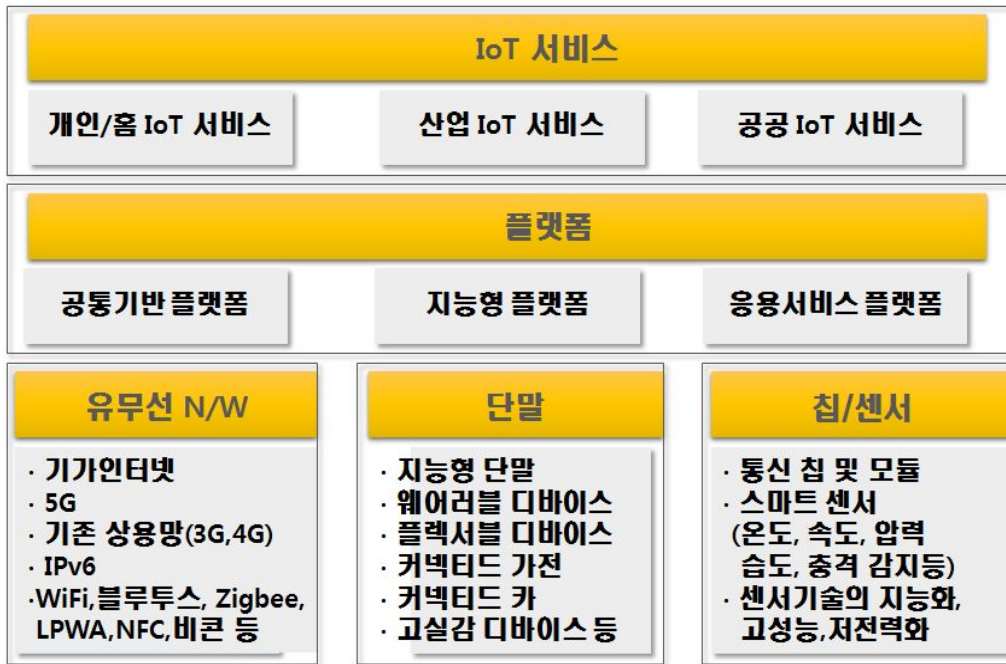 IoT 서비스
개인/홈 IoT 서비스
산업 IoT 서비스
공공 IoT 서비스
플랫폼
공통기반 플랫폼
지능형 플랫폼
응용서비스 플랫폼
유무선 N/W
· 기가인터넷
· 5G
· 기존 상용망(3G,4G)
· IPv6
·WiFi,블루투스, Zigbee,
LPWA,NFC,비콘 등
단말
· 지능형 단말
· 웨어러블 디바이스
· 플렉서블 디바이스
· 커넥티드 가전
· 커넥티드 카
· 고실감 디바이스 등
칩/센서
· 통신 칩 및 모듈
· 스마트 센서
(온도, 속도, 압력
습도, 충격 감지등)
· 센서기술의 지능화,
고성능,저전력화